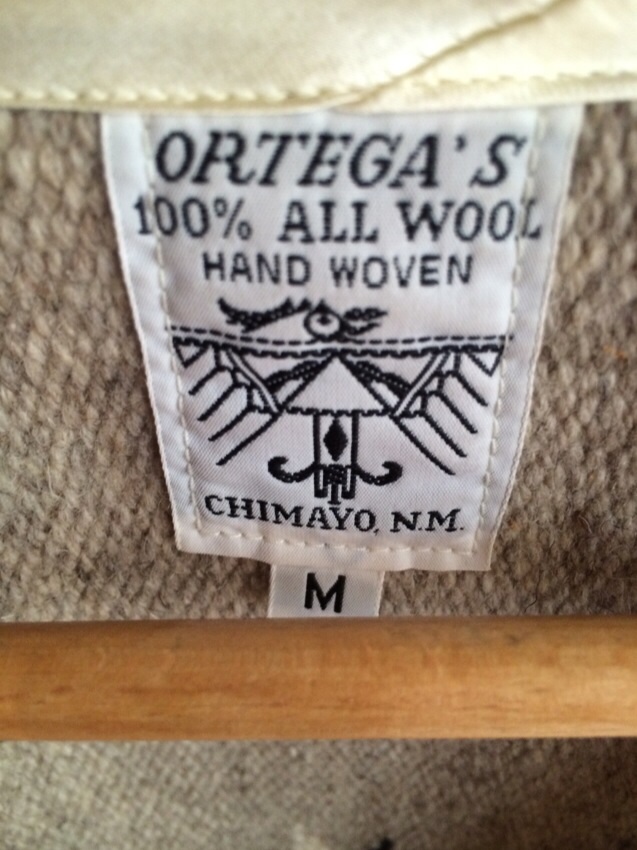 ORTEGA'S
100% ALL WOOL
HAND WOVEN
CHIMAYO, N.M.
M